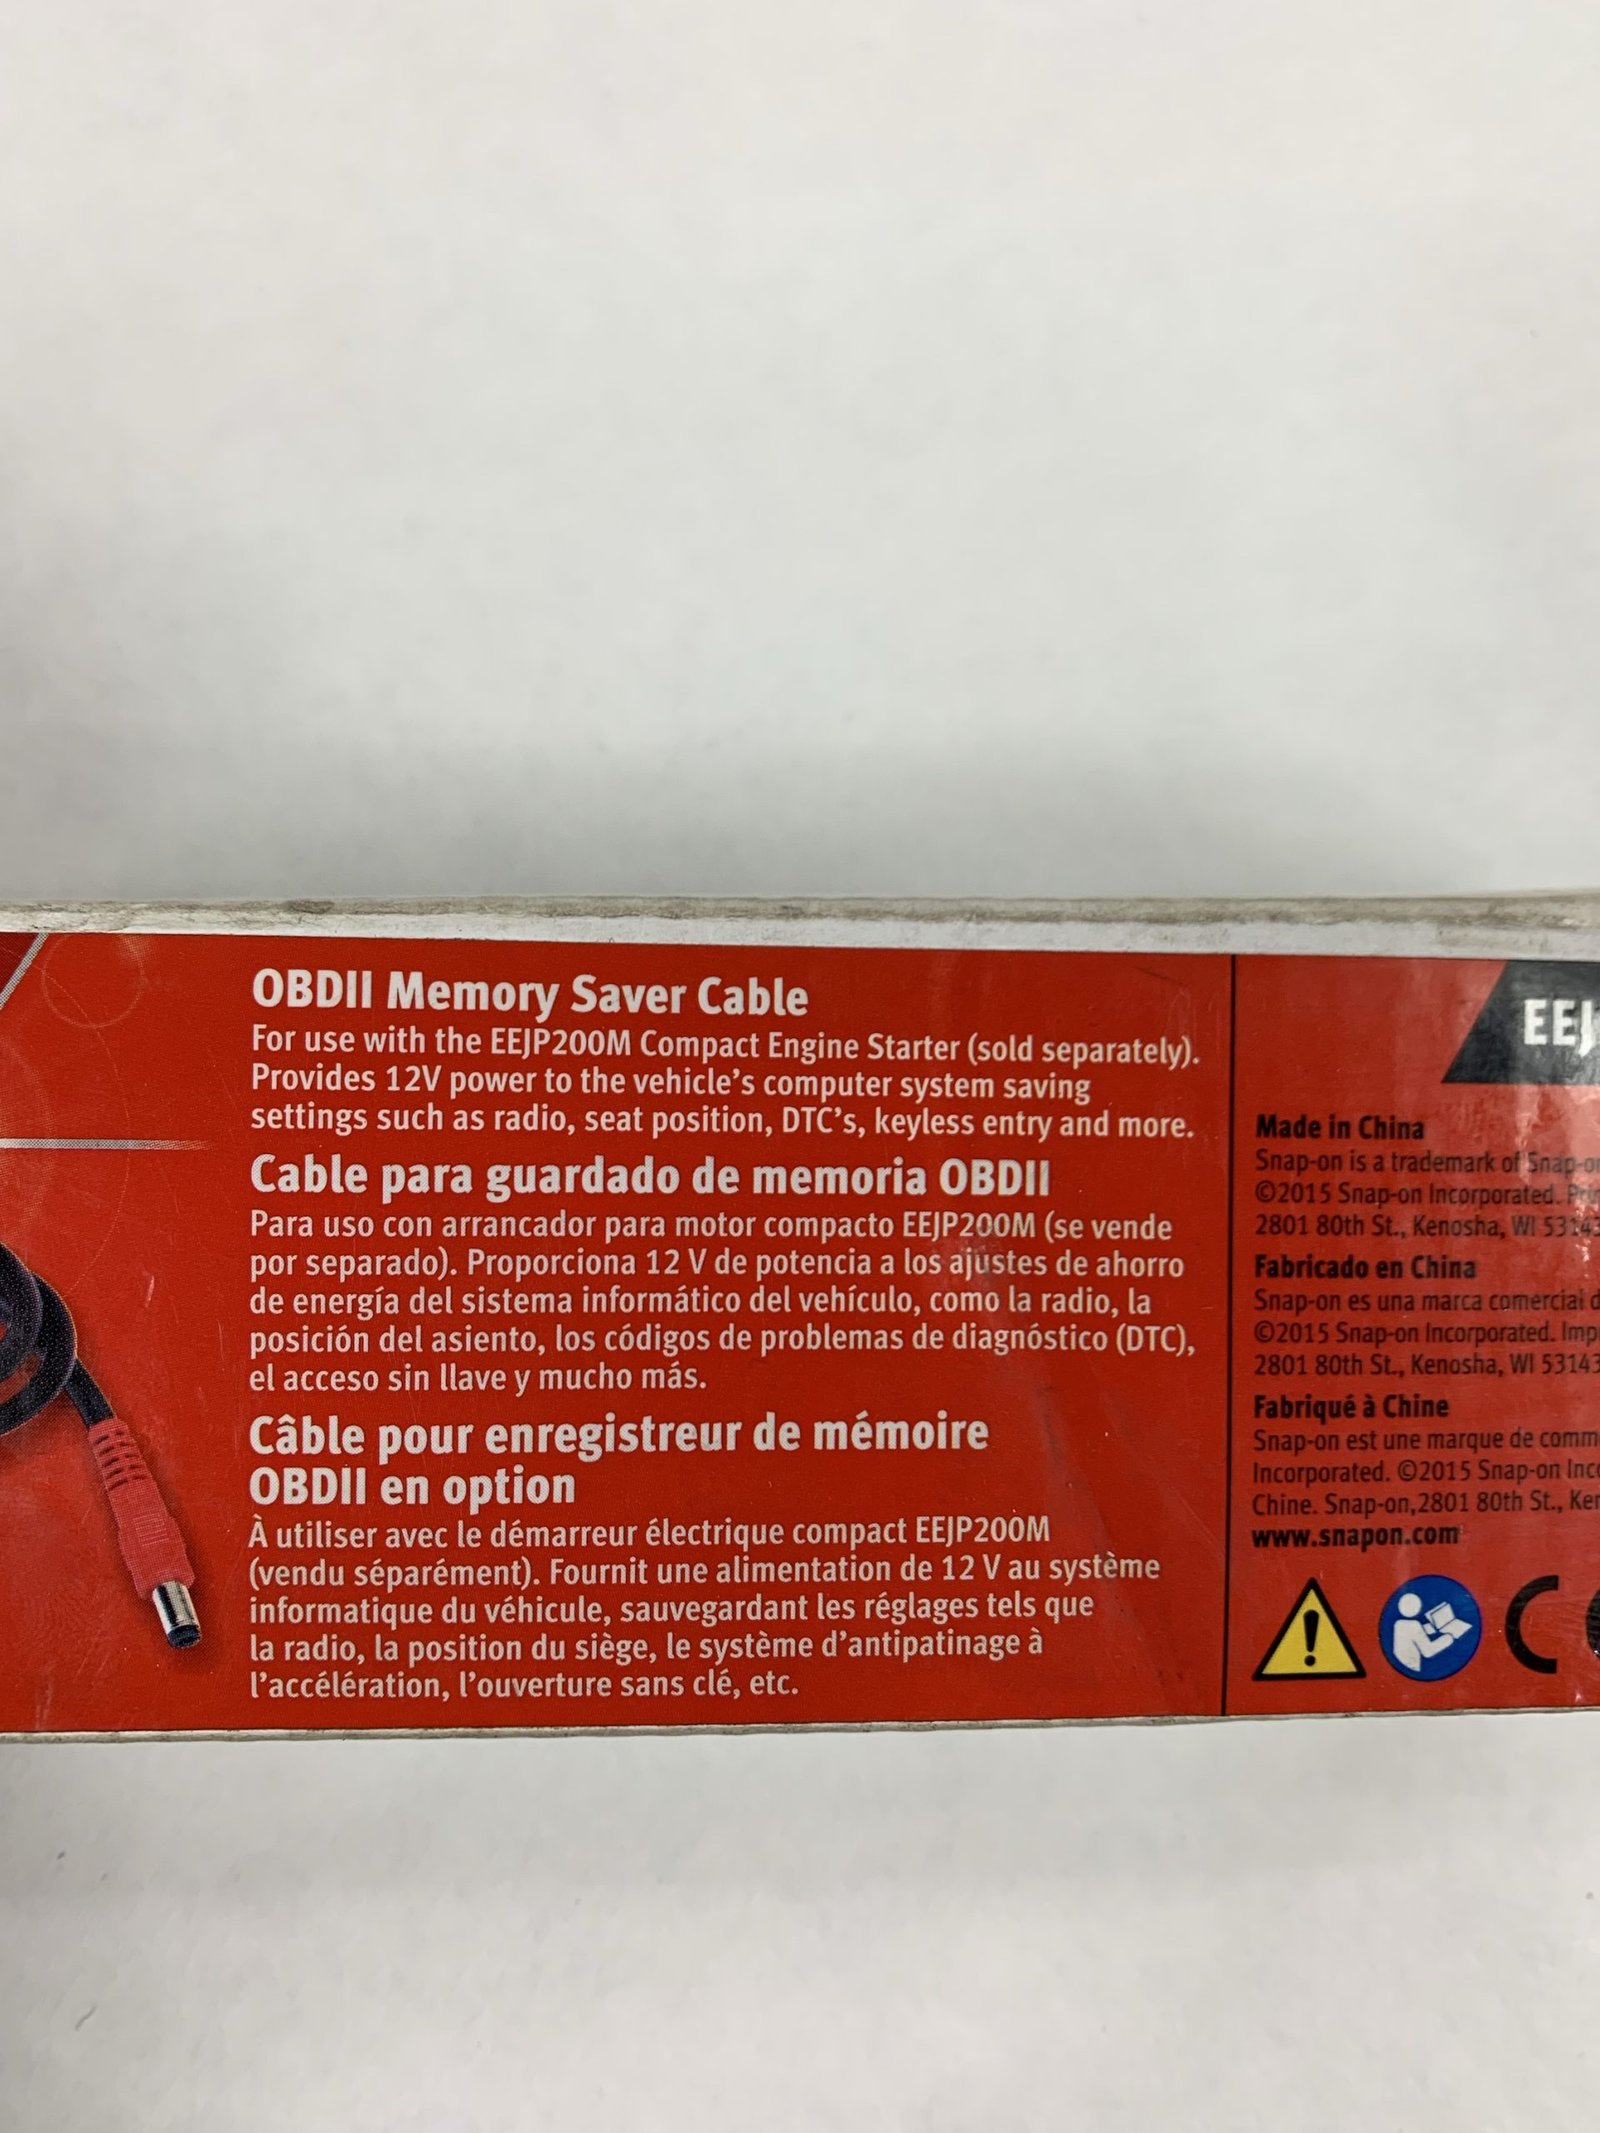 OBDII Memory Saver Cable
For use with the EEJP200M Compact Engine Starter (sold separately).
Provides 12V power to the vehicle's computer system saving
settings such as radio, seat position, DTC's, keyless entry and more.
Cable para guardado de memoria OBDII
Para uso con arrancador para motor compacto EEJP200M (se vende
por separado). Proporciona 12 V de potencia a los ajustes de ahorro
de energía del sistema informático del vehículo, como la radio, la
posición del asiento, los códigos de problemas de diagnóstico (DTC),
el acceso sin llave y mucho más.
Câble pour enregistreur de mémoire
OBDII en option
À utiliser avec le démarreur électrique compact EEJP200M
(vendu séparément). Fournit une alimentation de 12 V au système
informatique du véhicule, sauvegardant les réglages tels que
la radio, la position du siège, le système d'antipatinage à
l'accélération, l'ouverture sans clé, etc.
Made in China
Snap-on is a trademark of
©2015 Snap-on Incorporated.
2801 80th St., Kenosha, WI 53143
Fabricado en China
Snap-on es una marca comercial
©2015 Snap-on Incorporated.
2801 80th St., Kenosha, WI 53143
Fabriqué à Chine
Snap-on est une marque de
Incorporated. ©2015 Snap-on
Chine. Snap-on,2801 80th St.,
www.snapon.com